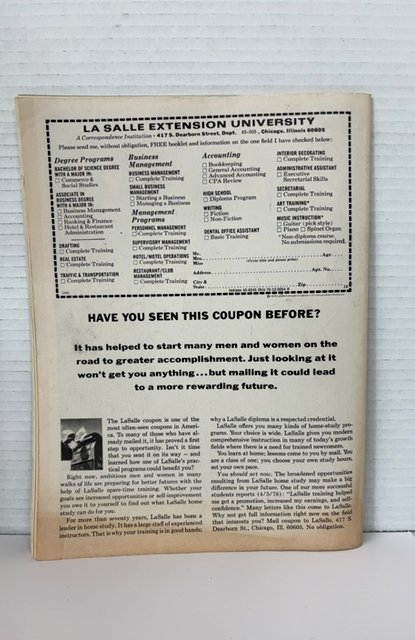 LA SALLE EXTENSION UNIVERSITY
A Correspondence Institution • 417 S. Dearborn Street, Dept. 65-005, Chicago, Illinois 60605
Please send me, without obligation, FREE booklet and information on the field I have checked below:
Degree Programs
BACHELOR OF SCIENCE DEGREE
WITH A MAJOR IN:
Commerce &
Social Studies
ASSOCIATE IN
BUSINESS DEGREE
WITH A MAJOR IN:
Business Management
Accounting
Banking & Finance
Hotel & Restaurant
Administration
DRAFTING
Complete Training
REAL ESTATE
Complete Training
TRAFFIC & TRANSPORTATION
Complete Training
Business
Management
BUSINESS MANAGEMENT
Complete Training
SMALL BUSINESS
MANAGEMENT
Starting a Business
Managing a Business
Management
Programs
PERSONNEL MANAGEMENT
Complete Training
SUPERVISORY MANAGEMENT
Complete Training
HOTEL/MOTEL OPERATIONS
Complete Training
RESTAURANT/CLUB
MANAGEMENT
Complete Training
Accounting
Bookkeeping
General Accounting
Advanced Accounting
CPA Review
HIGH SCHOOL
Diploma Program
WRITING
Fiction
Non-Fiction
DENTAL OFFICE ASSISTANT
Basic Training
INTERIOR DECORATING
Complete Training
ADMINISTRATIVE ASSISTANT
Executive
Secretarial Skills
SECRETARIAL
Complete Training
ART TRAINING*
Complete Training
MUSIC INSTRUCTION*
Guitar (pick style)
Piano Spinet Organ
*Non-diploma course.
No submissions required.
Mr.
Mrs.
Miss
Age
(Circle title and please print)
Address Apt. No.
City &
State Zip
HAVE YOU SEEN THIS COUPON BEFORE?
It has helped to start many men and women on the
road to greater accomplishment. Just looking at it
won't get you anything...but mailing it could lead
to a more rewarding future.
The LaSalle coupon is one of the
most often-seen coupons in Ameri-
ca. To many of those who have al-
ready mailed it, it has proved a first
step to opportunity. Isn't it time
that you sent it on its way — and
learned how one of LaSalle's prac-
tical programs could benefit you?
Right now, ambitious men and women in many
walks of life are preparing for better futures with the
help of LaSalle spare-time training. Whether your
goals are increased opportunities or self-improvement
you owe it to yourself to find out what LaSalle home
study can do for you.
For more than seventy years, LaSalle has been a
leader in home study. It has a large staff of experienced
instructors. That is why your training is in good hands;
why a LaSalle diploma is a respected credential.
LaSalle offers you many kinds of home-study pro-
grams. Your choice is wide. LaSalle gives you modern
comprehensive instruction in many of today's growth
fields where there is need for trained newcomers.
You learn at home; lessons come to you by mail. You
are a class of one; you choose your own study hours,
set your own pace.
You should act now. The broadened opportunities
resulting from LaSalle home study may make a big
difference in your future. One of our more successful
students reports (4/5/78): "LaSalle training helped
me get a promotion, increased my earnings, and self-
confidence." Many letters like this come to LaSalle.
Why not get full information right now on the field
that interests you? Mail coupon to LaSalle, 417 S.
Dearborn St., Chicago, Ill. 60605. No obligation.